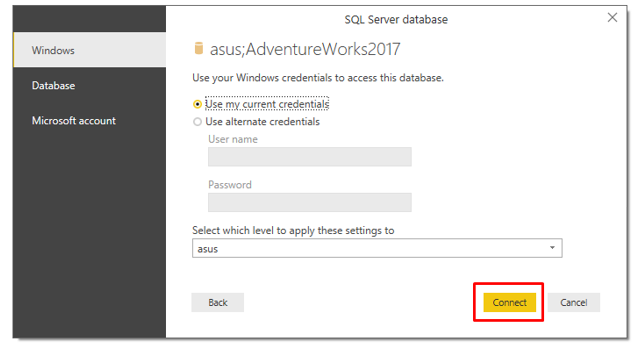 SQL Server database
Windows
Database
Microsoft account
asus;AdventureWorks2017
Use your Windows credentials to access this database.
Use my current credentials
Use alternate credentials
User name
Password
Select which level to apply these settings to
asus
Back
Connect
Cancel